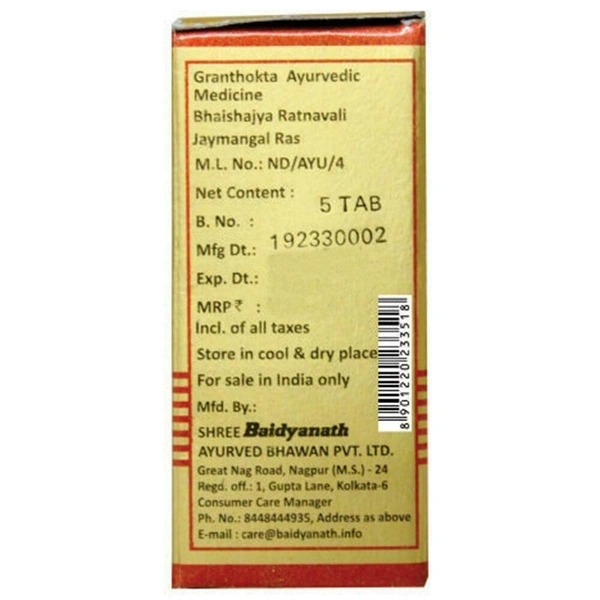 Granthokta Ayurvedic
Medicine
Bhaishajya Ratnavali
Jaymangal Ras
M.L. No.: ND/AYU/4
Net Content : 5 TAB
B. No. : 192330002
Mfg Dt.:
Exp. Dt.:
MRP ₹ :
Incl. of all taxes
Store in cool & dry place
For sale in India only
Mfd. By.:
SHREE Baidyanath
AYURVED BHAWAN PVT. LTD.
Great Nag Road, Nagpur (M.S.) - 24
Regd. off.: 1, Gupta Lane, Kolkata-6
Consumer Care Manager
Ph. No.: 8448444935, Address as above
E-mail : care@baidyanath.info
8901220233518